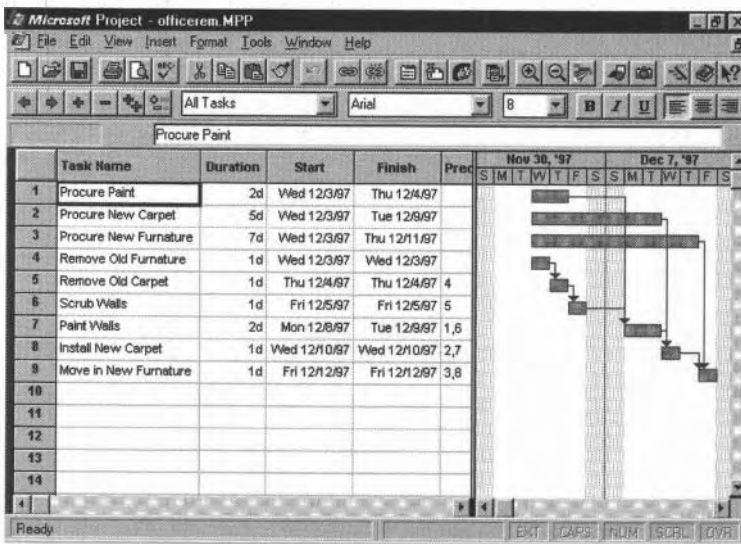 Microsoft Project - officerem.MPP
File Edit View Insert Format Tools Window Help
All Tasks Arial 8 B I U
Procure Paint
Task Name Duration Start Finish Pred Nov 30, '97 Dec 7, '97
S M T W T F S S M T W T F S
1 Procure Paint 2d Wed 12/3/97 Thu 12/4/97
2 Procure New Carpet 5d Wed 12/3/97 Tue 12/9/97
3 Procure New Furnature 7d Wed 12/3/97 Thu 12/11/97
4 Remove Old Furnature 1d Wed 12/3/97 Wed 12/3/97
5 Remove Old Carpet 1d Thu 12/4/97 Thu 12/4/97 4
6 Scrub Walls 1d Fri 12/5/97 Fri 12/5/97 5
7 Paint Walls 2d Mon 12/8/97 Tue 12/9/97 1,6
8 Install New Carpet 1d Wed 12/10/97 Wed 12/10/97 2,7
9 Move in New Furnature 1d Fri 12/12/97 Fri 12/12/97 3,8
10
11
12
13
14
Ready EXT CAPS NUM SCRL OVR